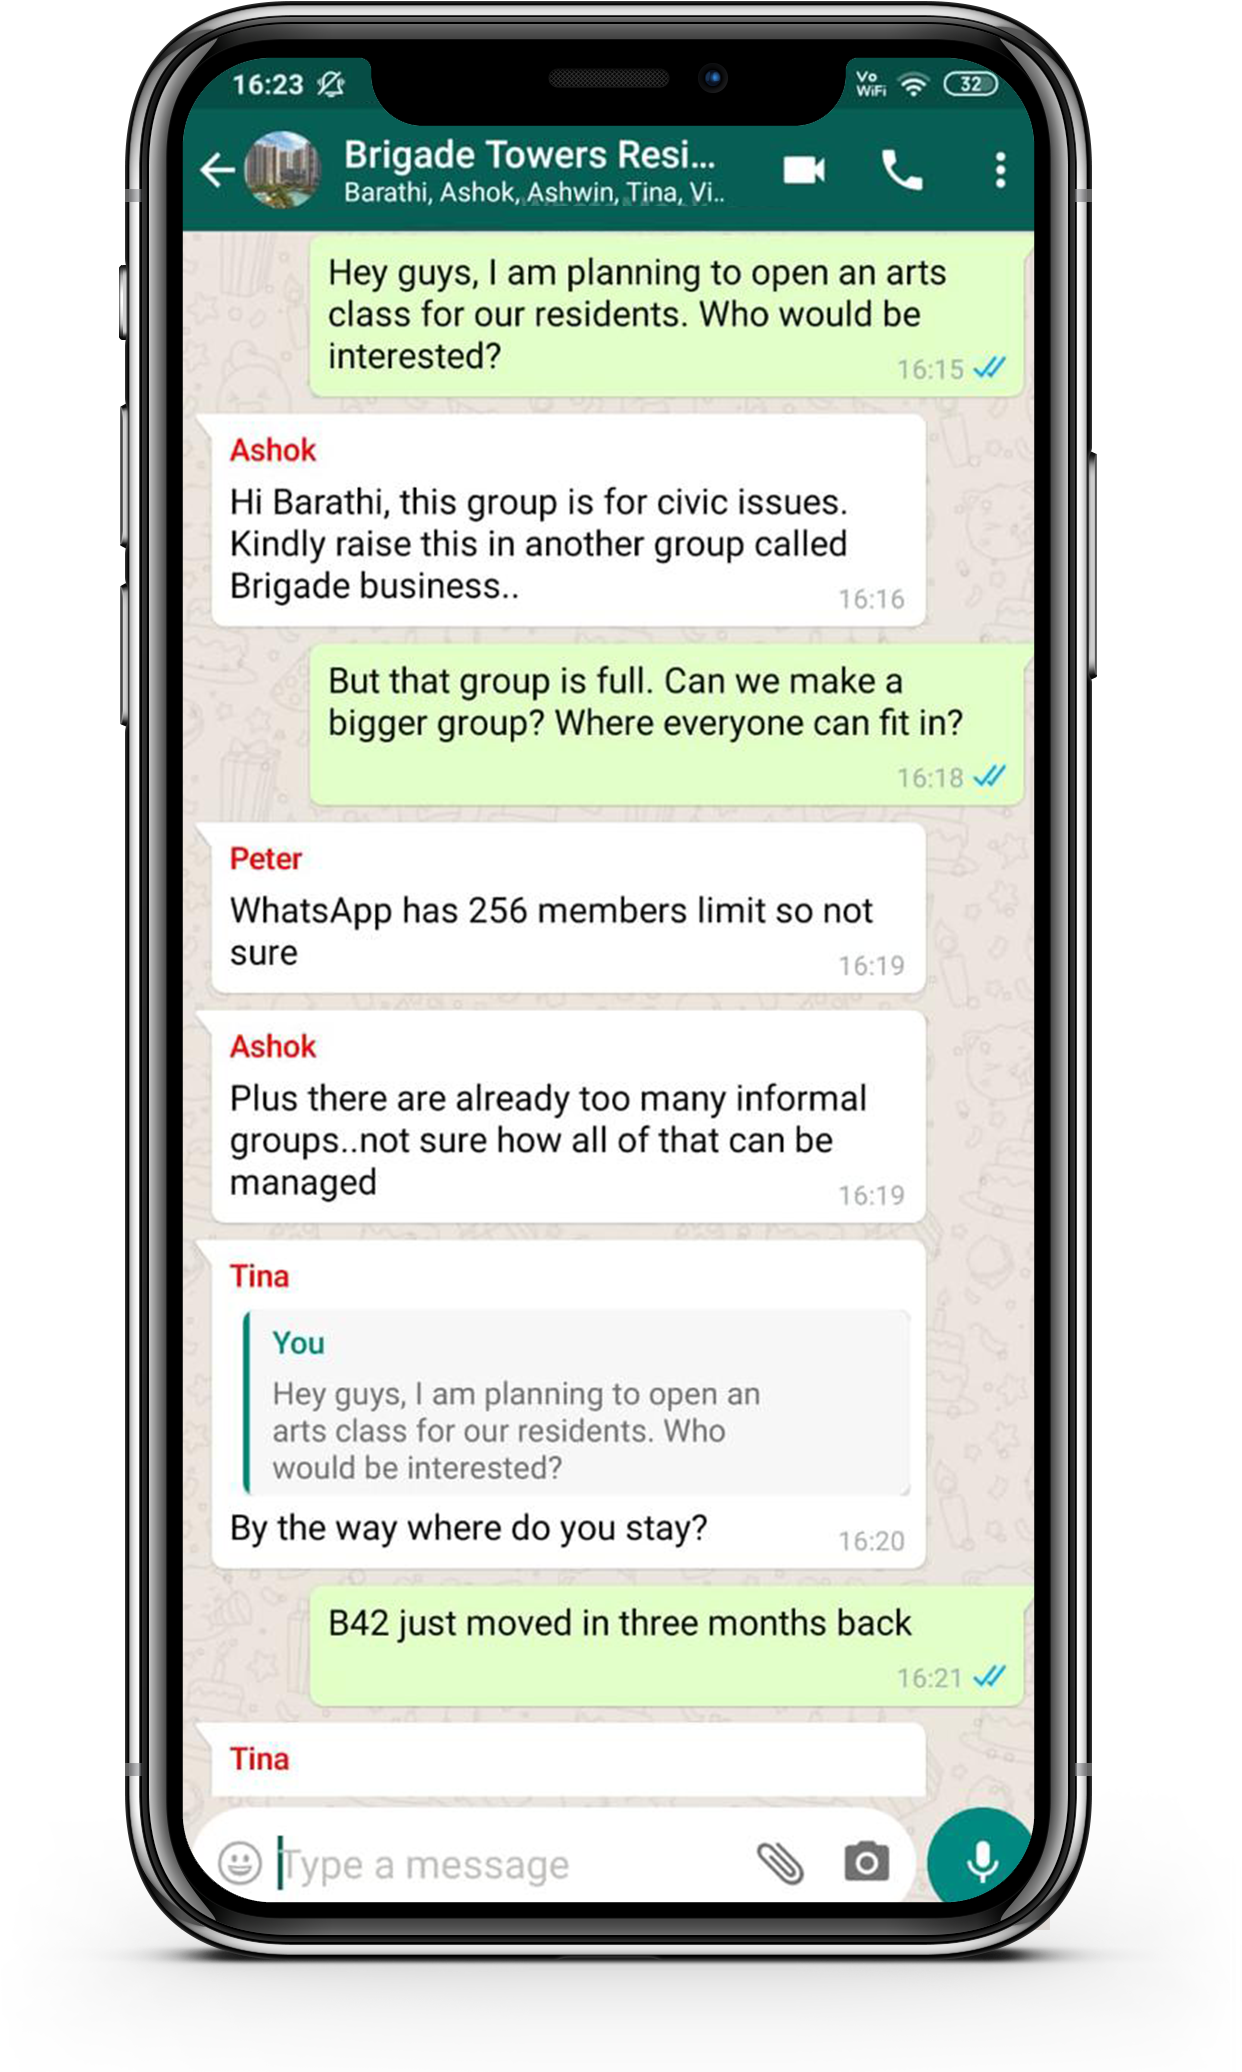 16:23
Vo
WiFi
32
Brigade Towers Resi...
Barathi, Ashok, Ashwin, Tina, Vi..
Hey guys, I am planning to open an arts
class for our residents. Who would be
interested?
16:15
Ashok
Hi Barathi, this group is for civic issues.
Kindly raise this in another group called
Brigade business..
16:16
But that group is full. Can we make a
bigger group? Where everyone can fit in?
16:18
Peter
WhatsApp has 256 members limit so not
sure
16:19
Ashok
Plus there are already too many informal
groups..not sure how all of that can be
managed
16:19
Tina
You
Hey guys, I am planning to open an
arts class for our residents. Who
would be interested?
By the way where do you stay?
16:20
B42 just moved in three months back
16:21
Tina
Type a message